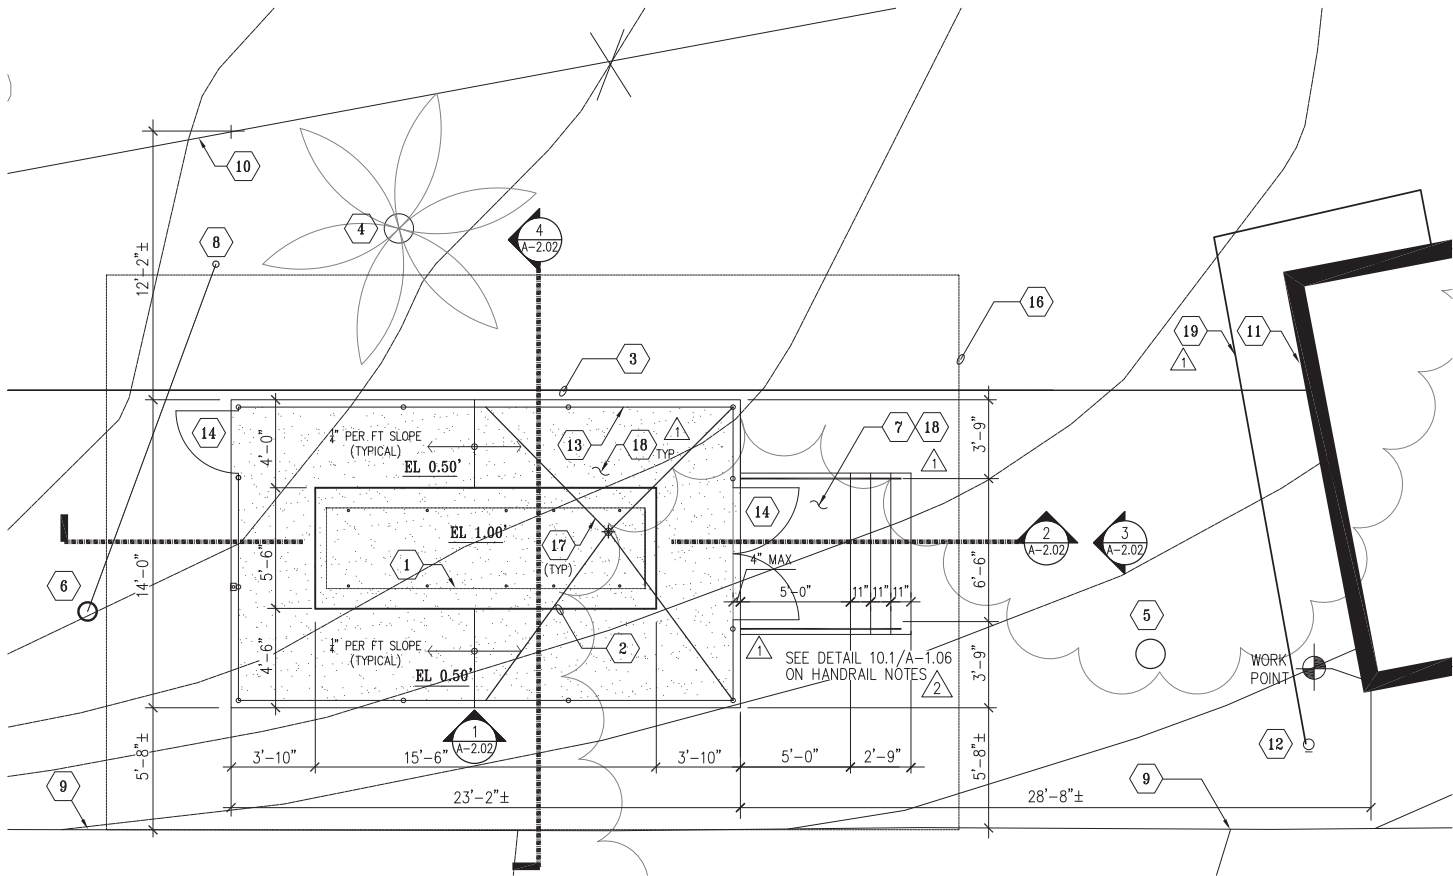 10
4
8
4
A-2.02
12'-2"±
16
3
19
11
1
14
4'-0"
¼" PER FT SLOPE
(TYPICAL)
EL 0.50'
13
18
1
TYP
7
18
1
3'-9"
EL 1.00'
17
(TYP)
1
14
2
A-2.02
3
A-2.02
4" MAX
6
14'-0"
5'-6"
5'-0"
11"
11"
11"
6'-6"
5
¼" PER FT SLOPE
(TYPICAL)
EL 0.50'
4'-6"
2
1
SEE DETAIL 10.1/A-1.06
ON HANDRAIL NOTES
2
3'-9"
WORK
POINT
1
A-2.02
12
5'-8"±
3'-10"
15'-6"
3'-10"
5'-0"
2'-9"
5'-8"±
9
23'-2"±
28'-8"±
9